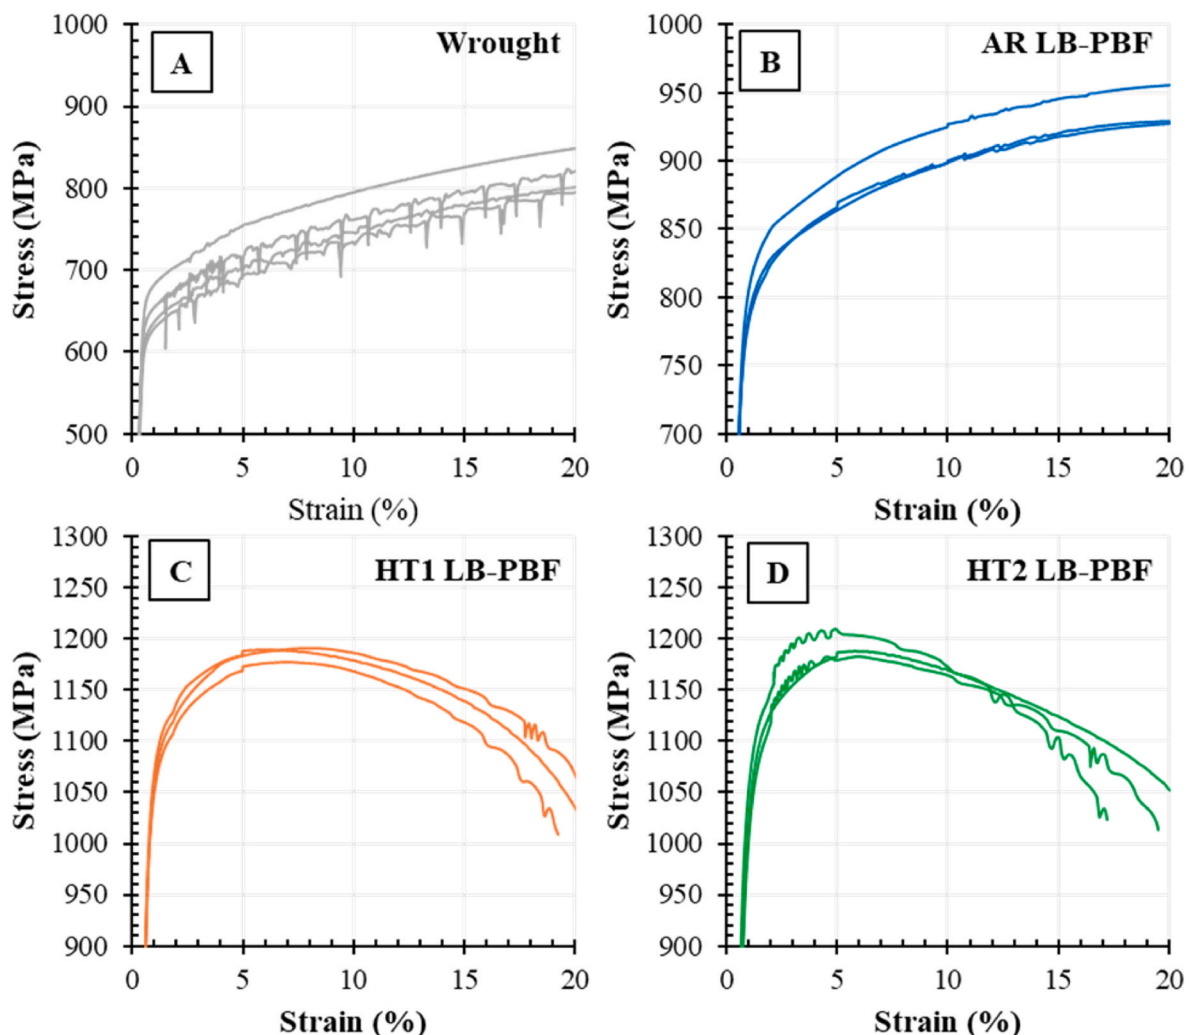 A
Wrought
1000
900
800
700
600
500
Stress (MPa)
0 5 10 15 20
Strain (%)
B
AR LB-PBF
1000
950
900
850
800
750
700
Stress (MPa)
0 5 10 15 20
Strain (%)
C
HT1 LB-PBF
1300
1250
1200
1150
1100
1050
1000
950
900
Stress (MPa)
0 5 10 15 20
Strain (%)
D
HT2 LB-PBF
1300
1250
1200
1150
1100
1050
1000
950
900
Stress (MPa)
0 5 10 15 20
Strain (%)